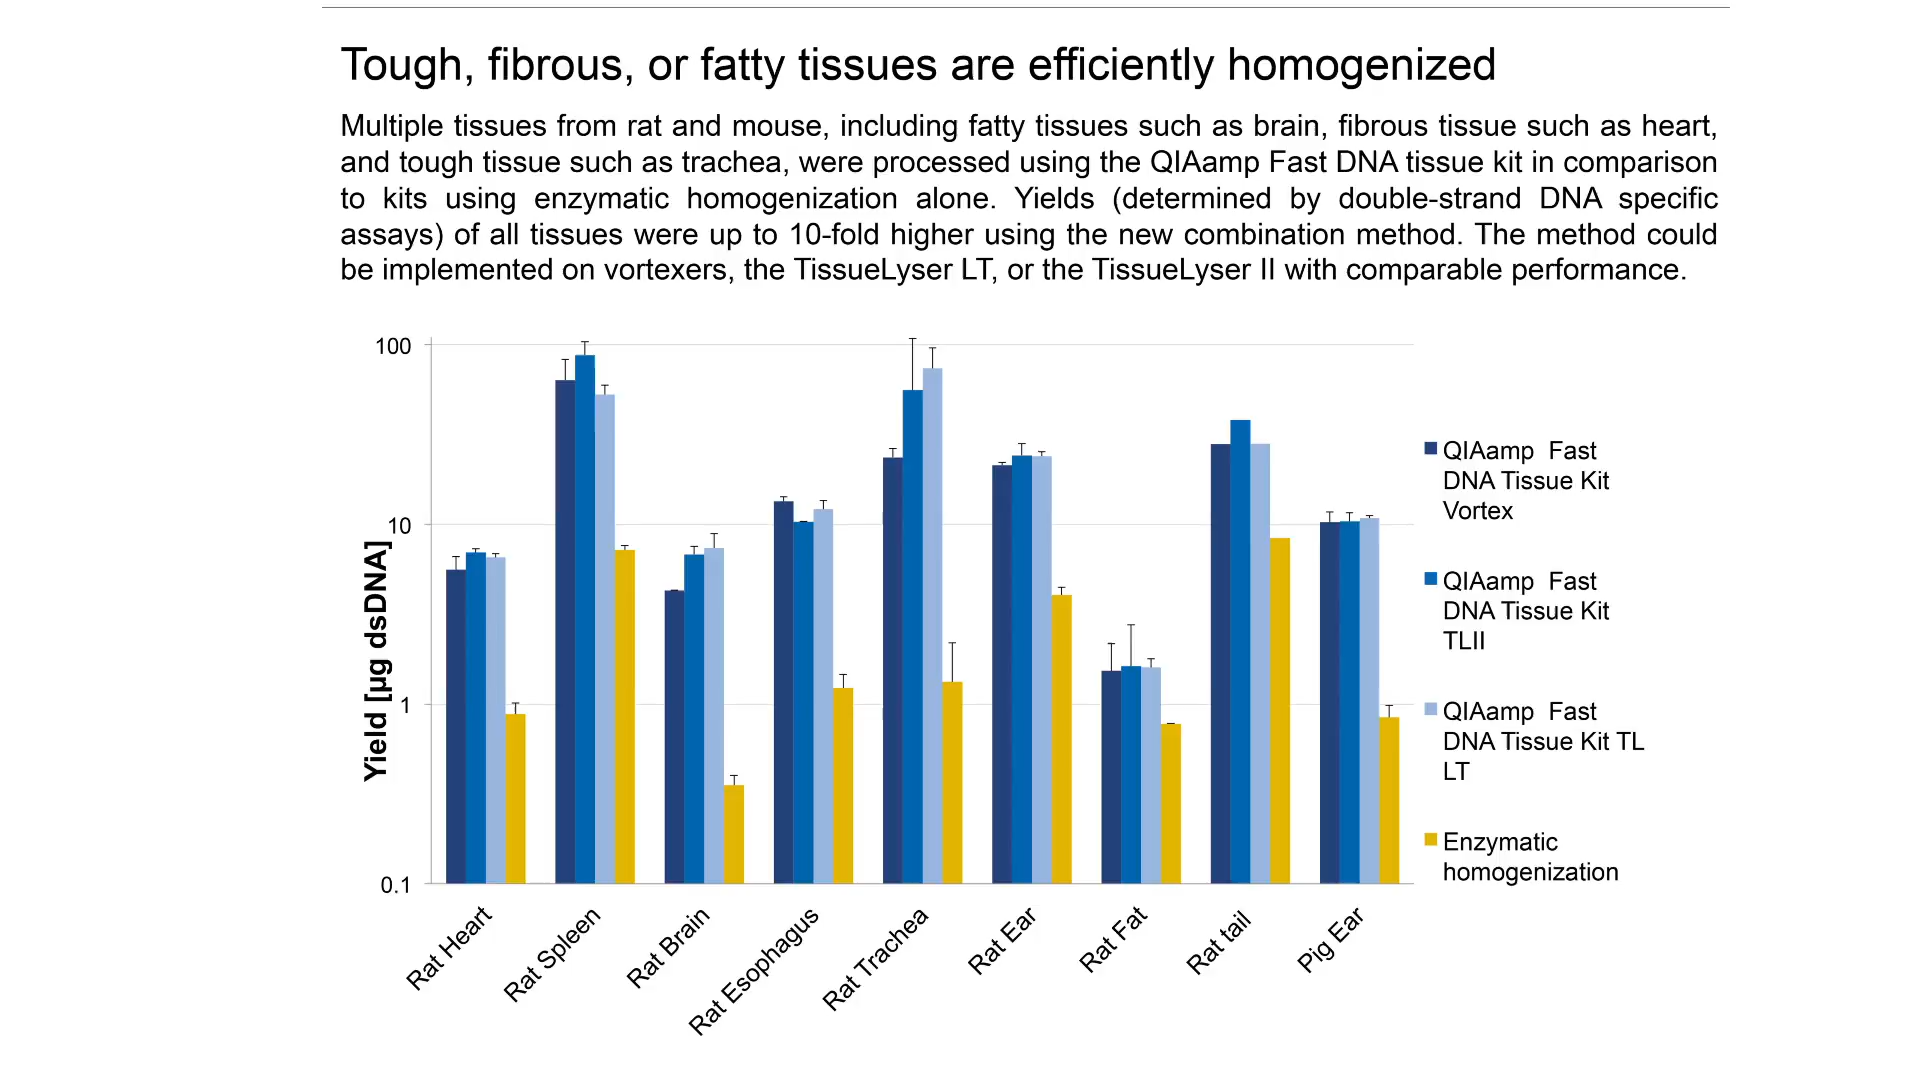 Tough, fibrous, or fatty tissues are efficiently homogenized
Multiple tissues from rat and mouse, including fatty tissues such as brain, fibrous tissue such as heart,
and tough tissue such as trachea, were processed using the QIAamp Fast DNA tissue kit in comparison
to kits using enzymatic homogenization alone. Yields (determined by double-strand DNA specific
assays) of all tissues were up to 10-fold higher using the new combination method. The method could
be implemented on vortexers, the TissueLyser LT, or the TissueLyser II with comparable performance.
Yield [µg dsDNA]
100
10
1
0.1
Rat Heart
Rat Spleen
Rat Brain
Rat Esophagus
Rat Trachea
Rat Ear
Rat Fat
Rat tail
Pig Ear
QIAamp Fast
DNA Tissue Kit
Vortex
QIAamp Fast
DNA Tissue Kit
TLII
QIAamp Fast
DNA Tissue Kit TL
LT
Enzymatic
homogenization